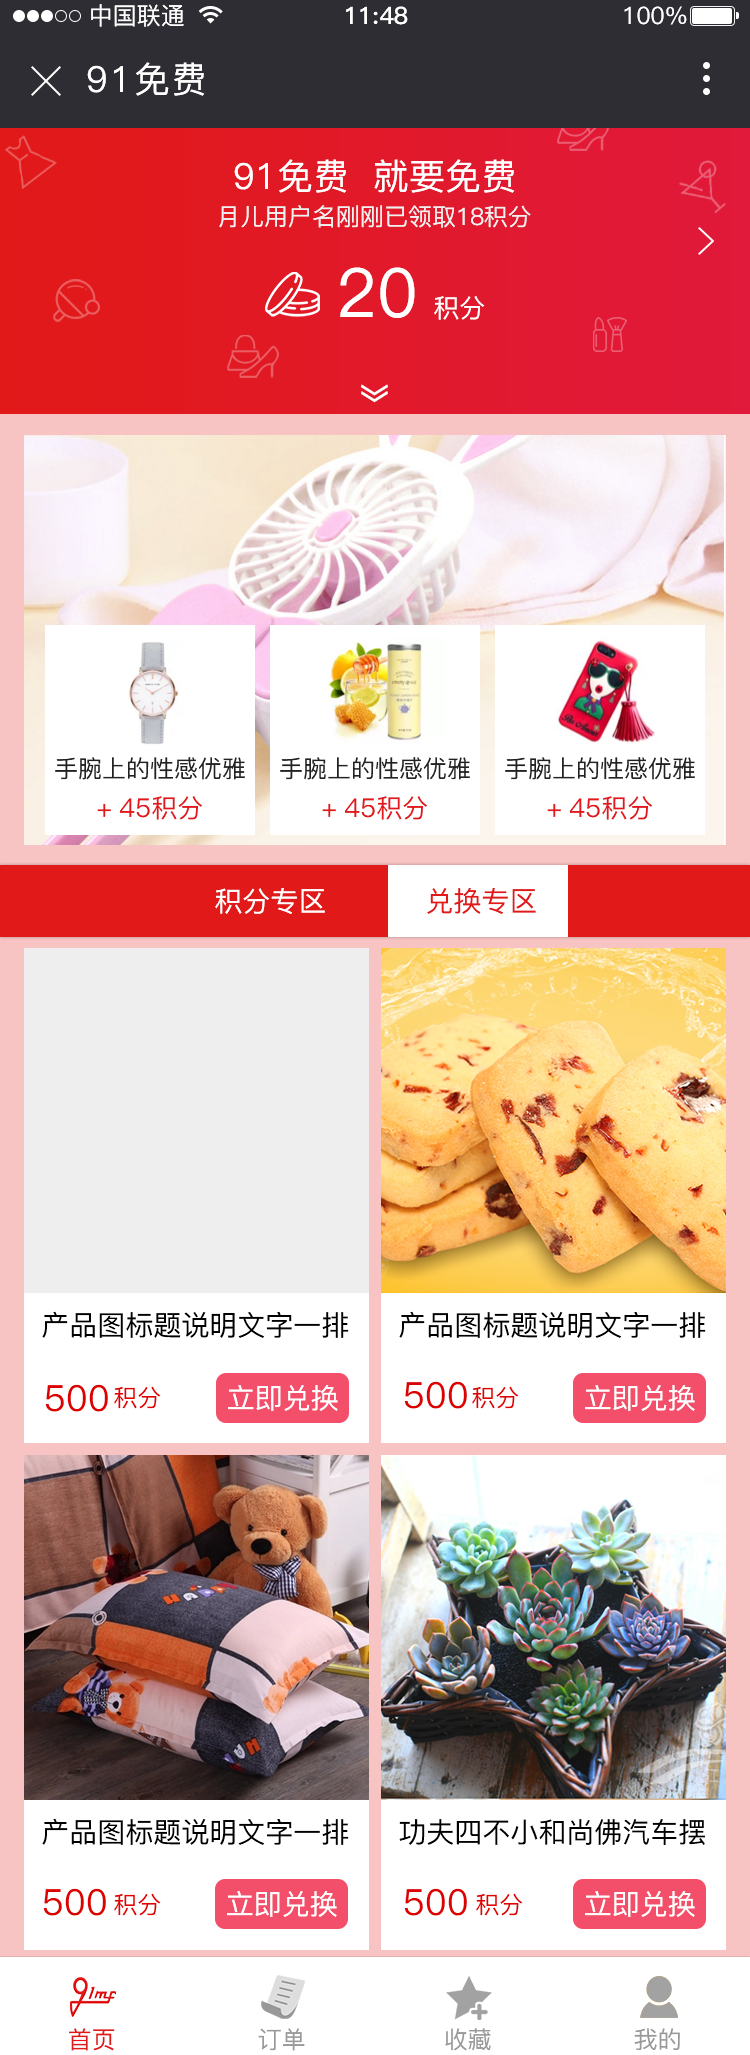 中国联通
11:48
100%
91免费
91免费 就要免费
月儿用户名刚刚已领取18积分
20 积分
手腕上的性感优雅
+ 45积分
手腕上的性感优雅
+ 45积分
手腕上的性感优雅
+ 45积分
积分专区
兑换专区
产品图标题说明文字一排
500积分
立即兑换
产品图标题说明文字一排
500积分
立即兑换
产品图标题说明文字一排
500 积分
立即兑换
功夫四不小和尚佛汽车摆
500 积分
立即兑换
91mf
首页
订单
收藏
我的